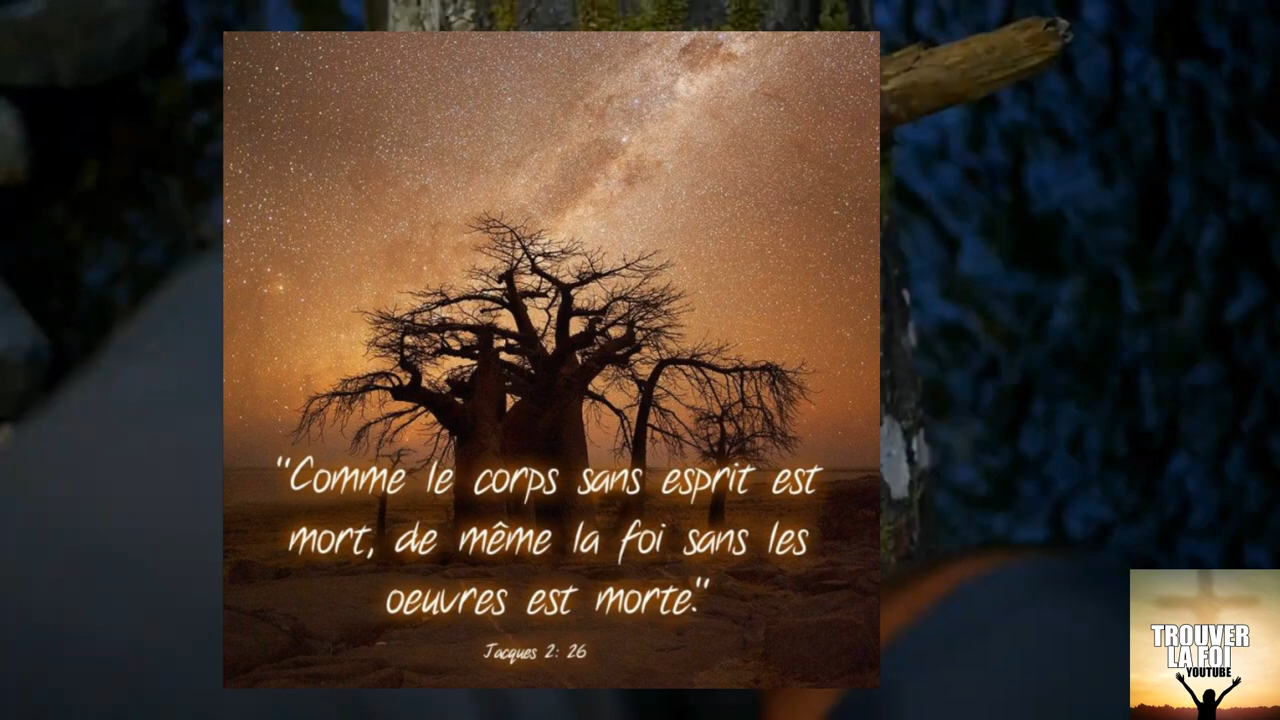 "Comme le corps sans esprit est
mort, de même la foi sans les
oeuvres est morte."
Jacques 2: 26
TROUVER
LA FOI
YOUTUBE